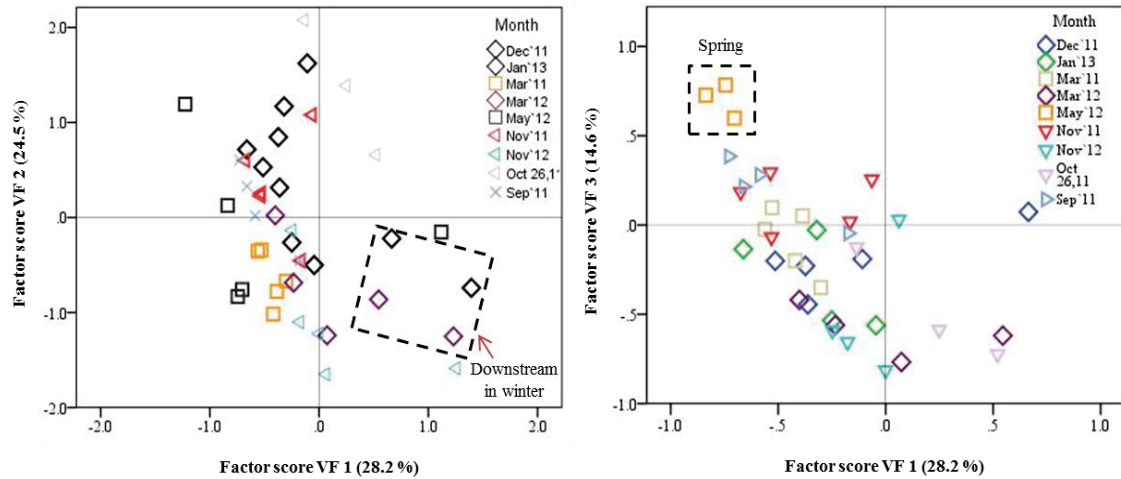 2.0
1.0
.0
-1.0
-2.0
Factor score VF 2 (24.5 %)
Month
Dec`11
Jan`13
Mar`11
Mar`12
May`12
Nov`11
Nov`12
Oct 26,11
Sep`11
Downstream
in winter
-2.0 -1.0 .0 1.0 2.0
Factor score VF 1 (28.2 %)
1.0
.5
.0
-.5
-1.0
Factor score VF 3 (14.6 %)
Spring
Month
Dec`11
Jan`13
Mar`11
Mar`12
May`12
Nov`11
Nov`12
Oct
26,11
Sep`11
-1.0 -.5 .0 .5 1.0
Factor score VF 1 (28.2 %)